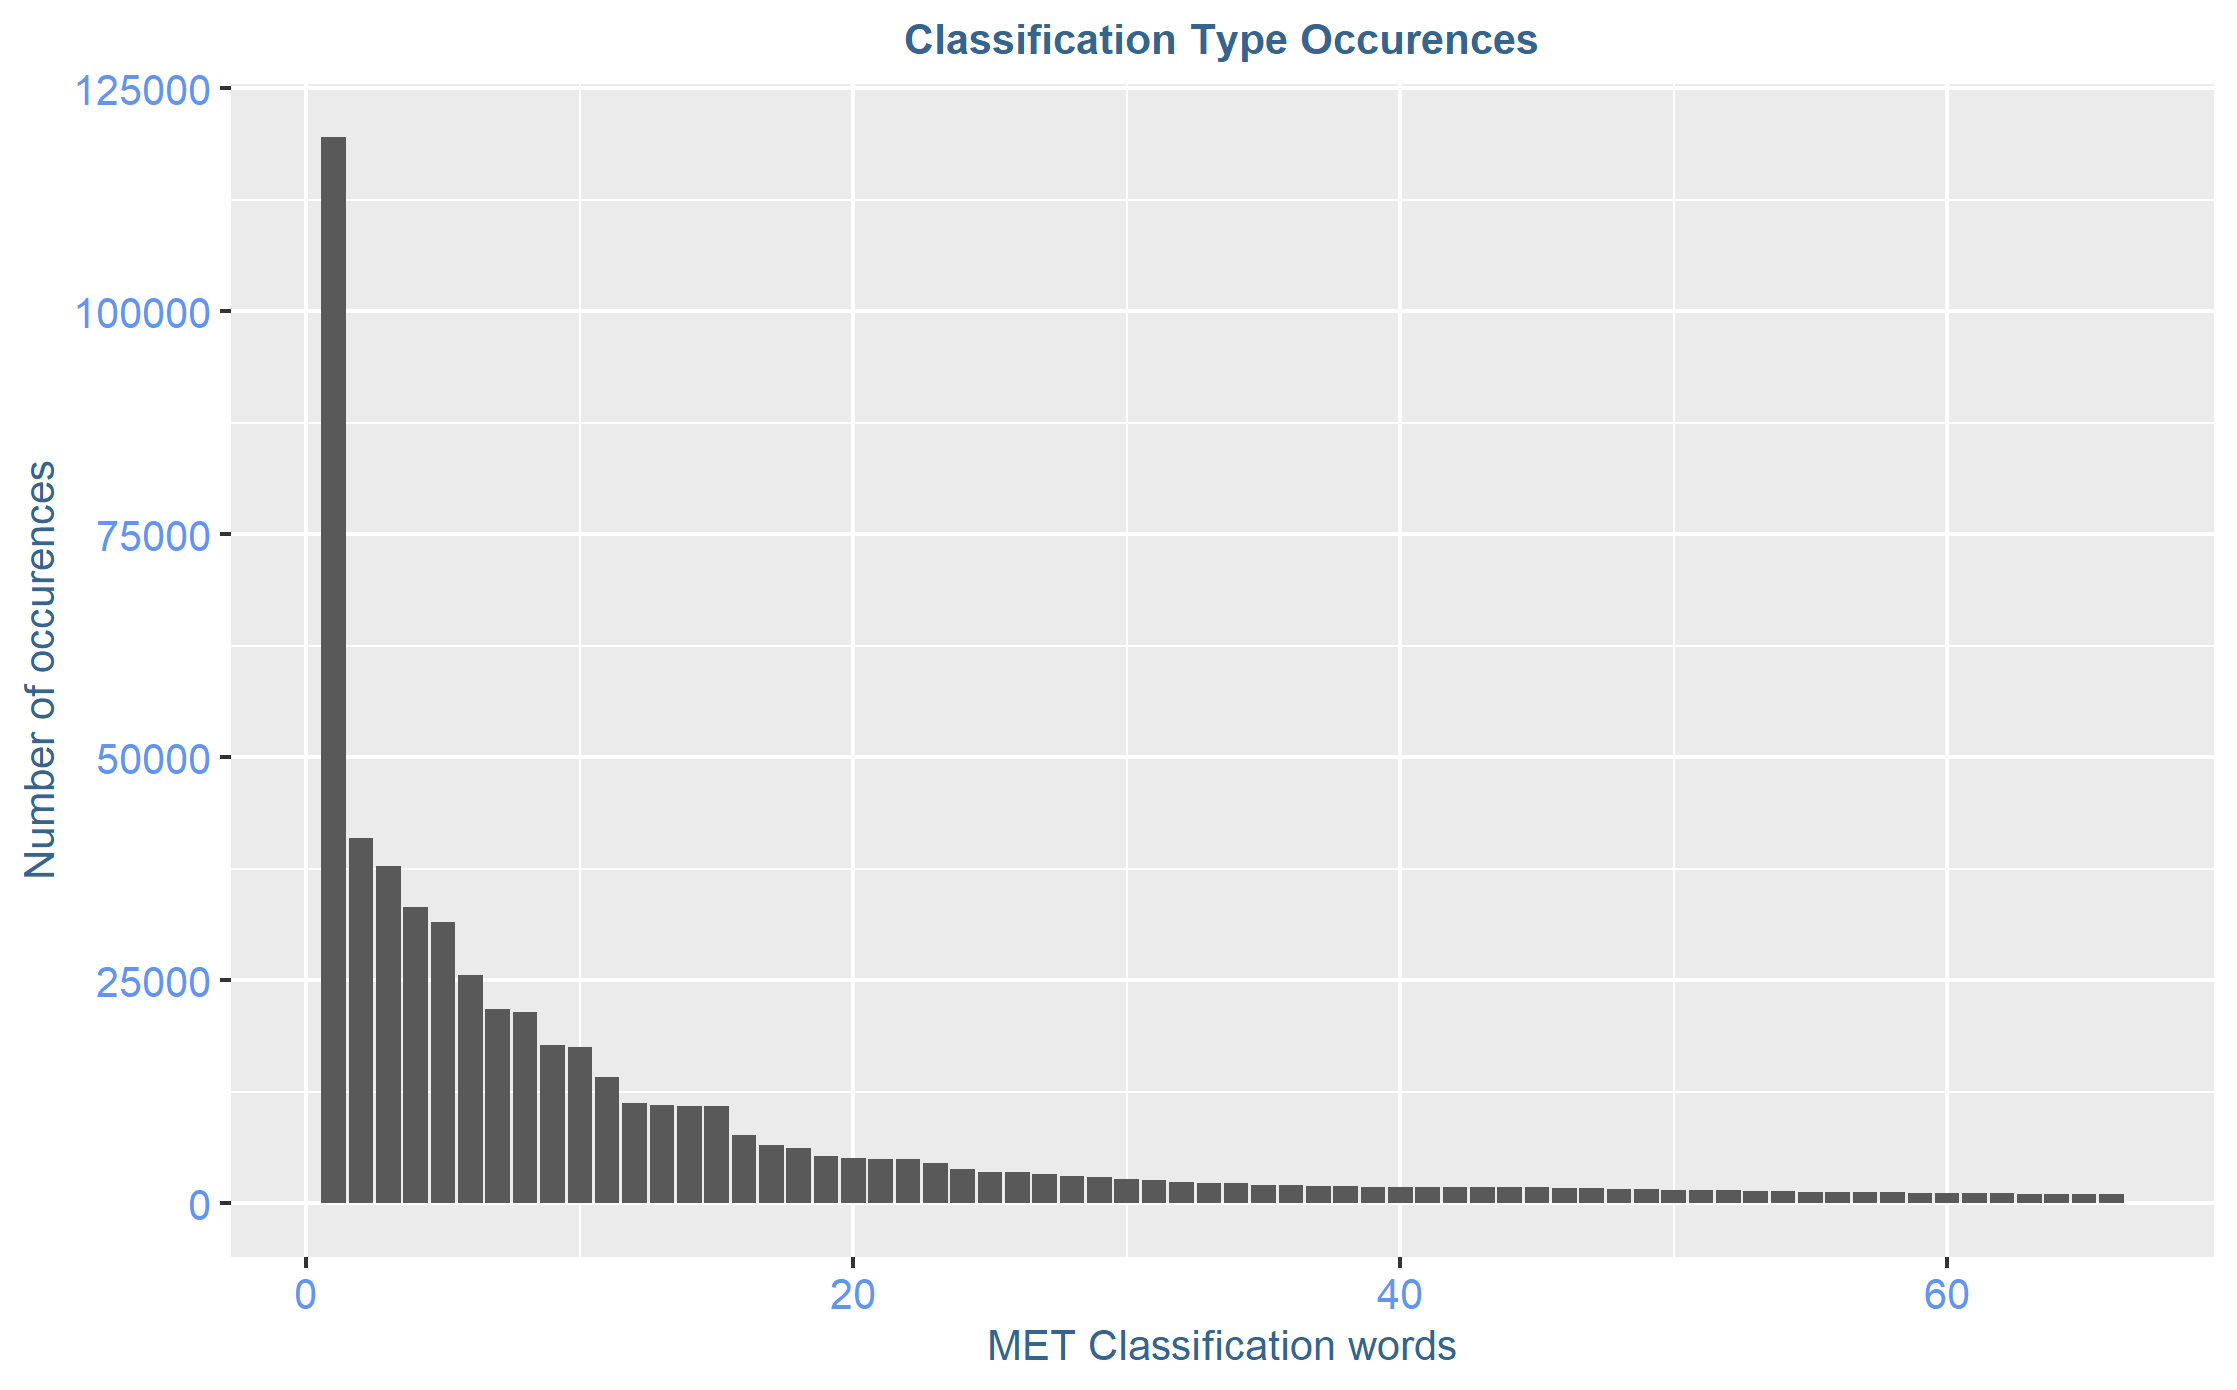 Classification Type Occurences
125000
100000
75000
50000
25000
0
Number of occurences
0 20 40 60
MET Classification words